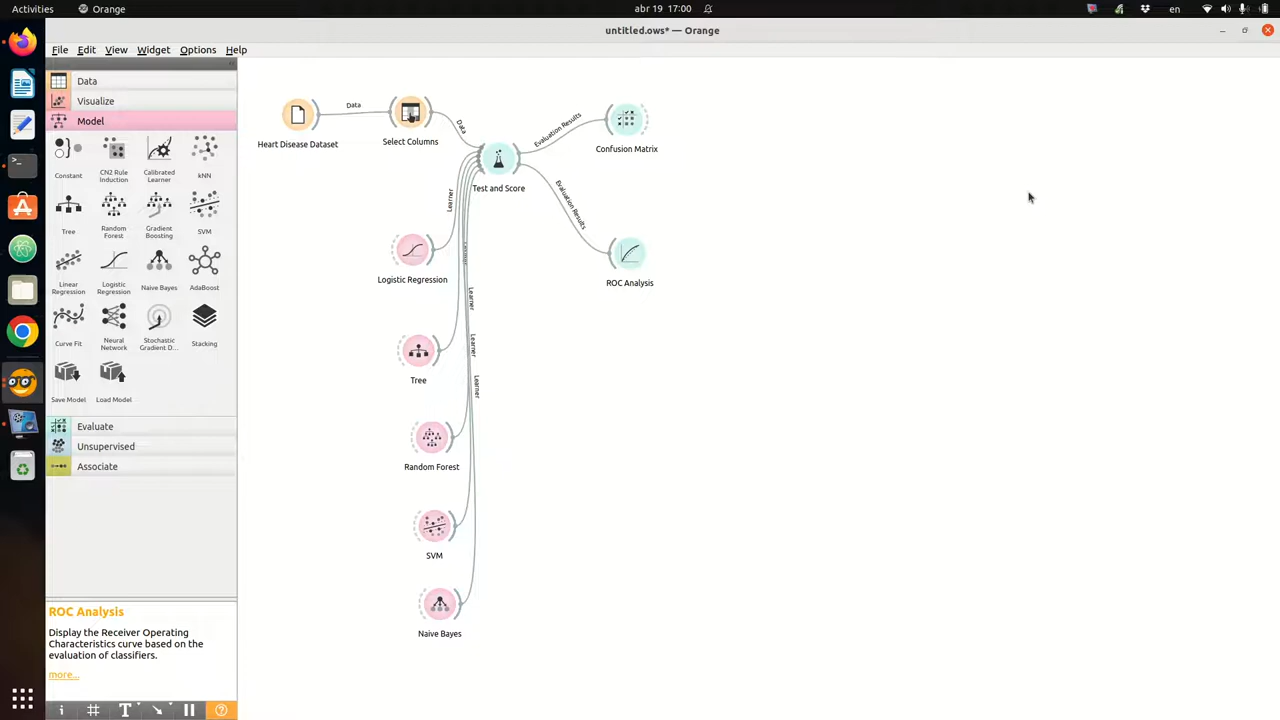 Activities
Orange
abr 19 17:00
en
untitled.ows* — Orange
File Edit View Widget Options Help
Data
Visualize
Model
Constant
CN2 Rule
Induction
Calibrated
Learner
kNN
Tree
Random
Forest
Gradient
Boosting
SVM
Linear
Regression
Logistic
Regression
Naive Bayes
AdaBoost
Curve Fit
Neural
Network
Stochastic
Gradient D...
Stacking
Save Model
Load Model
Evaluate
Unsupervised
Associate
ROC Analysis
Display the Receiver Operating
Characteristics curve based on the
evaluation of classifiers.
more...
Heart Disease Dataset
Data
Select Columns
Data
Test and Score
Evaluation Results
Confusion Matrix
Evaluation Results
ROC Analysis
Learner
Logistic Regression
Learner
Tree
Learner
Learner
Random Forest
SVM
Naive Bayes